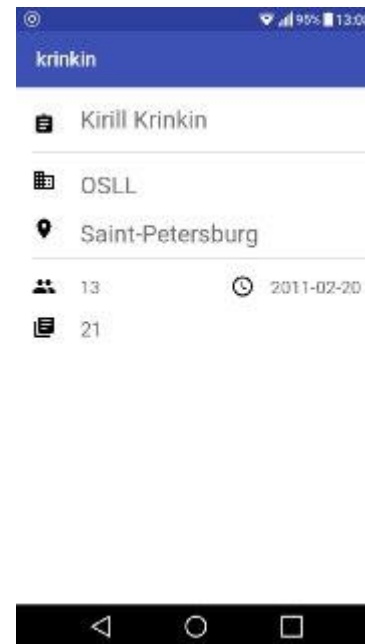 95% 13:0
krinkin
Kirill Krinkin
OSLL
Saint-Petersburg
13 2011-02-20
21